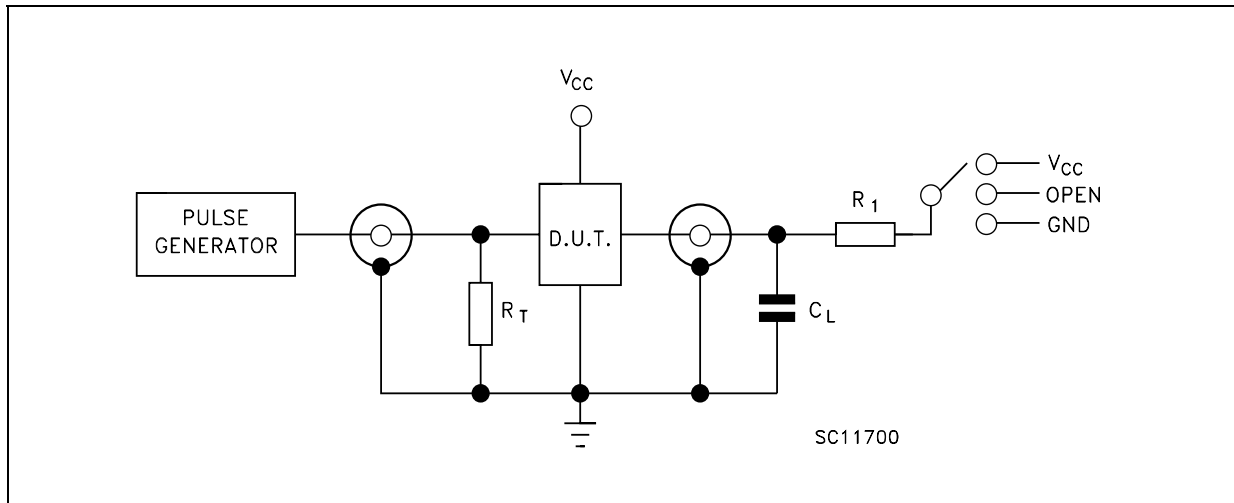 VCC
PULSE
GENERATOR
D.U.T.
RT
CL
R1
VCC
OPEN
GND
SC11700